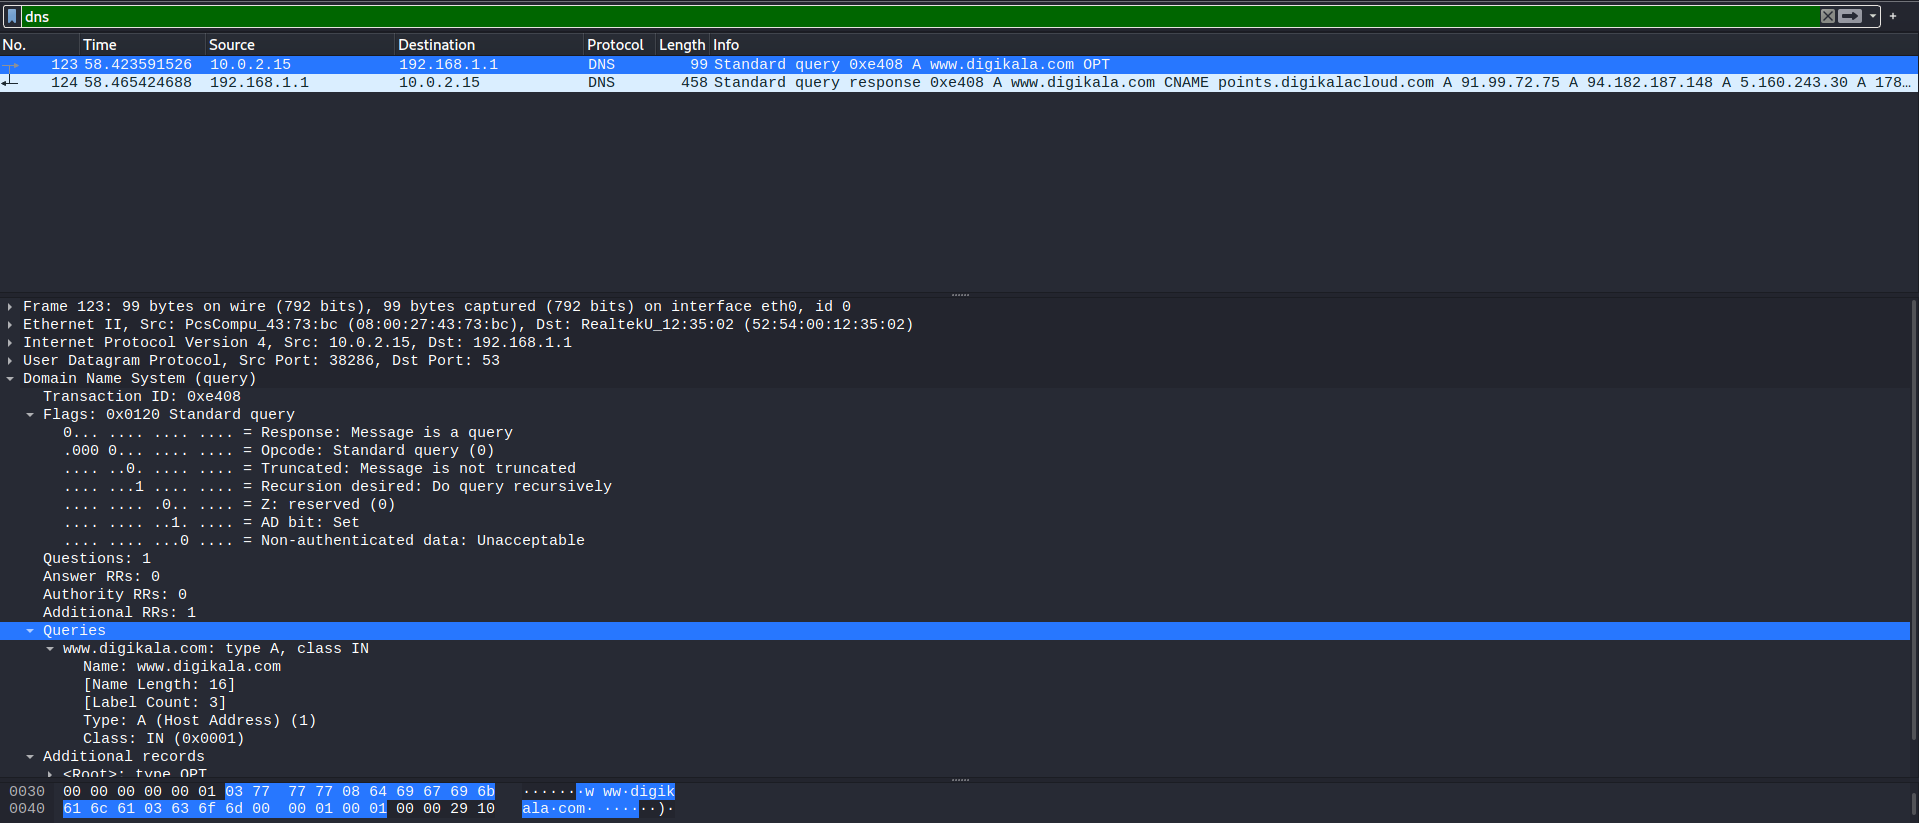 dns
No. Time Source Destination Protocol Length Info
123 58.423591526 10.0.2.15 192.168.1.1 DNS 99 Standard query 0xe408 A www.digikala.com OPT
124 58.465424688 192.168.1.1 10.0.2.15 DNS 458 Standard query response 0xe408 A www.digikala.com CNAME points.digikalacloud.com A 91.99.72.75 A 94.182.187.148 A 5.160.243.30 A 178…
Frame 123: 99 bytes on wire (792 bits), 99 bytes captured (792 bits) on interface eth0, id 0
Ethernet II, Src: PcsCompu_43:73:bc (08:00:27:43:73:bc), Dst: RealtekU_12:35:02 (52:54:00:12:35:02)
Internet Protocol Version 4, Src: 10.0.2.15, Dst: 192.168.1.1
User Datagram Protocol, Src Port: 38286, Dst Port: 53
Domain Name System (query)
Transaction ID: 0xe408
Flags: 0x0120 Standard query
0... .... .... .... = Response: Message is a query
.000 0... .... .... = Opcode: Standard query (0)
.... ..0. .... .... = Truncated: Message is not truncated
.... ...1 .... .... = Recursion desired: Do query recursively
.... .... .0.. .... = Z: reserved (0)
.... .... ..1. .... = AD bit: Set
.... .... ...0 .... = Non-authenticated data: Unacceptable
Questions: 1
Answer RRs: 0
Authority RRs: 0
Additional RRs: 1
Queries
www.digikala.com: type A, class IN
Name: www.digikala.com
[Name Length: 16]
[Label Count: 3]
Type: A (Host Address) (1)
Class: IN (0x0001)
Additional records
<Root>: type OPT
0030 00 00 00 00 00 01 03 77 77 77 08 64 69 67 69 6b ·······w ww·digik
0040 61 6c 61 03 63 6f 6d 00 00 01 00 01 00 00 29 10 ala·com· ······)·